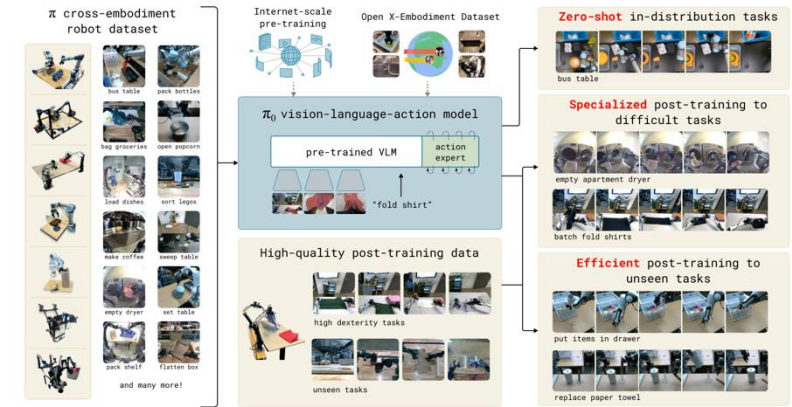 π cross-embodiment
robot dataset
bus table
pack bottles
bag groceries
open popcorn
load dishes
sort legos
make coffee
sweep table
empty dryer
set table
pack shelf
flatten box
and many more!
Internet-scale
pre-training
Open X-Embodiment Dataset
π₀ vision-language-action model
pre-trained VLM
action
expert
"fold shirt"
High-quality post-training data
high dexterity tasks
unseen tasks
Zero-shot in-distribution tasks
bus table
Specialized post-training to
difficult tasks
empty apartment dryer
batch fold shirts
Efficient post-training to
unseen tasks
put items in drawer
replace paper towel